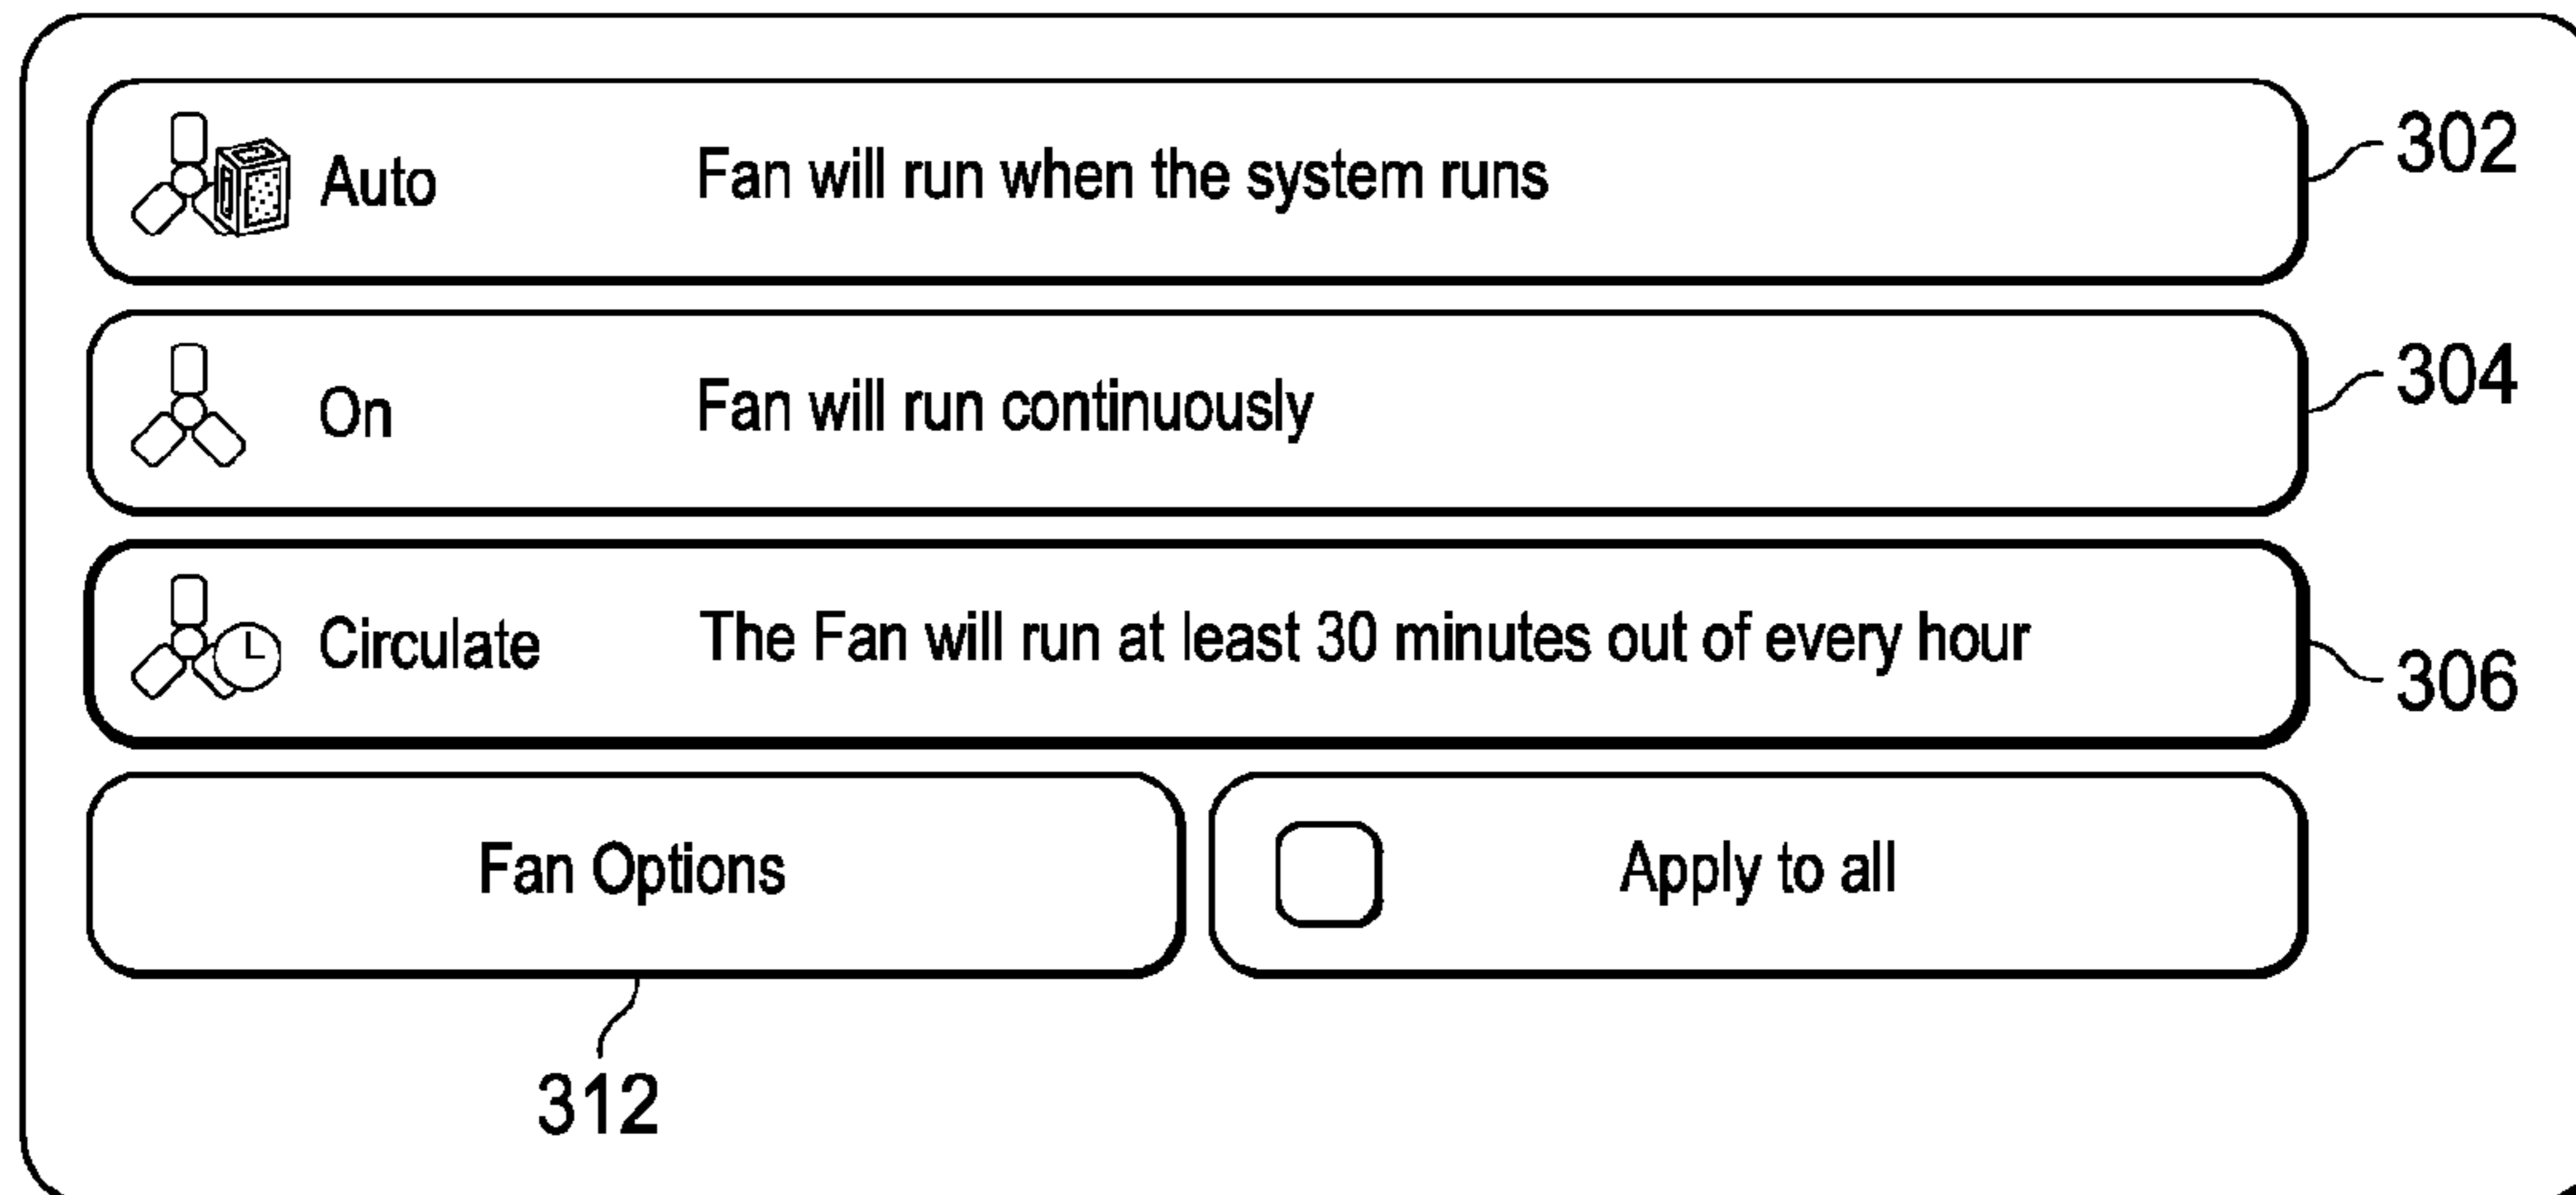 Auto Fan will run when the system runs 302
On Fan will run continuously 304
Circulate The Fan will run at least 30 minutes out of every hour 306
Fan Options Apply to all
312